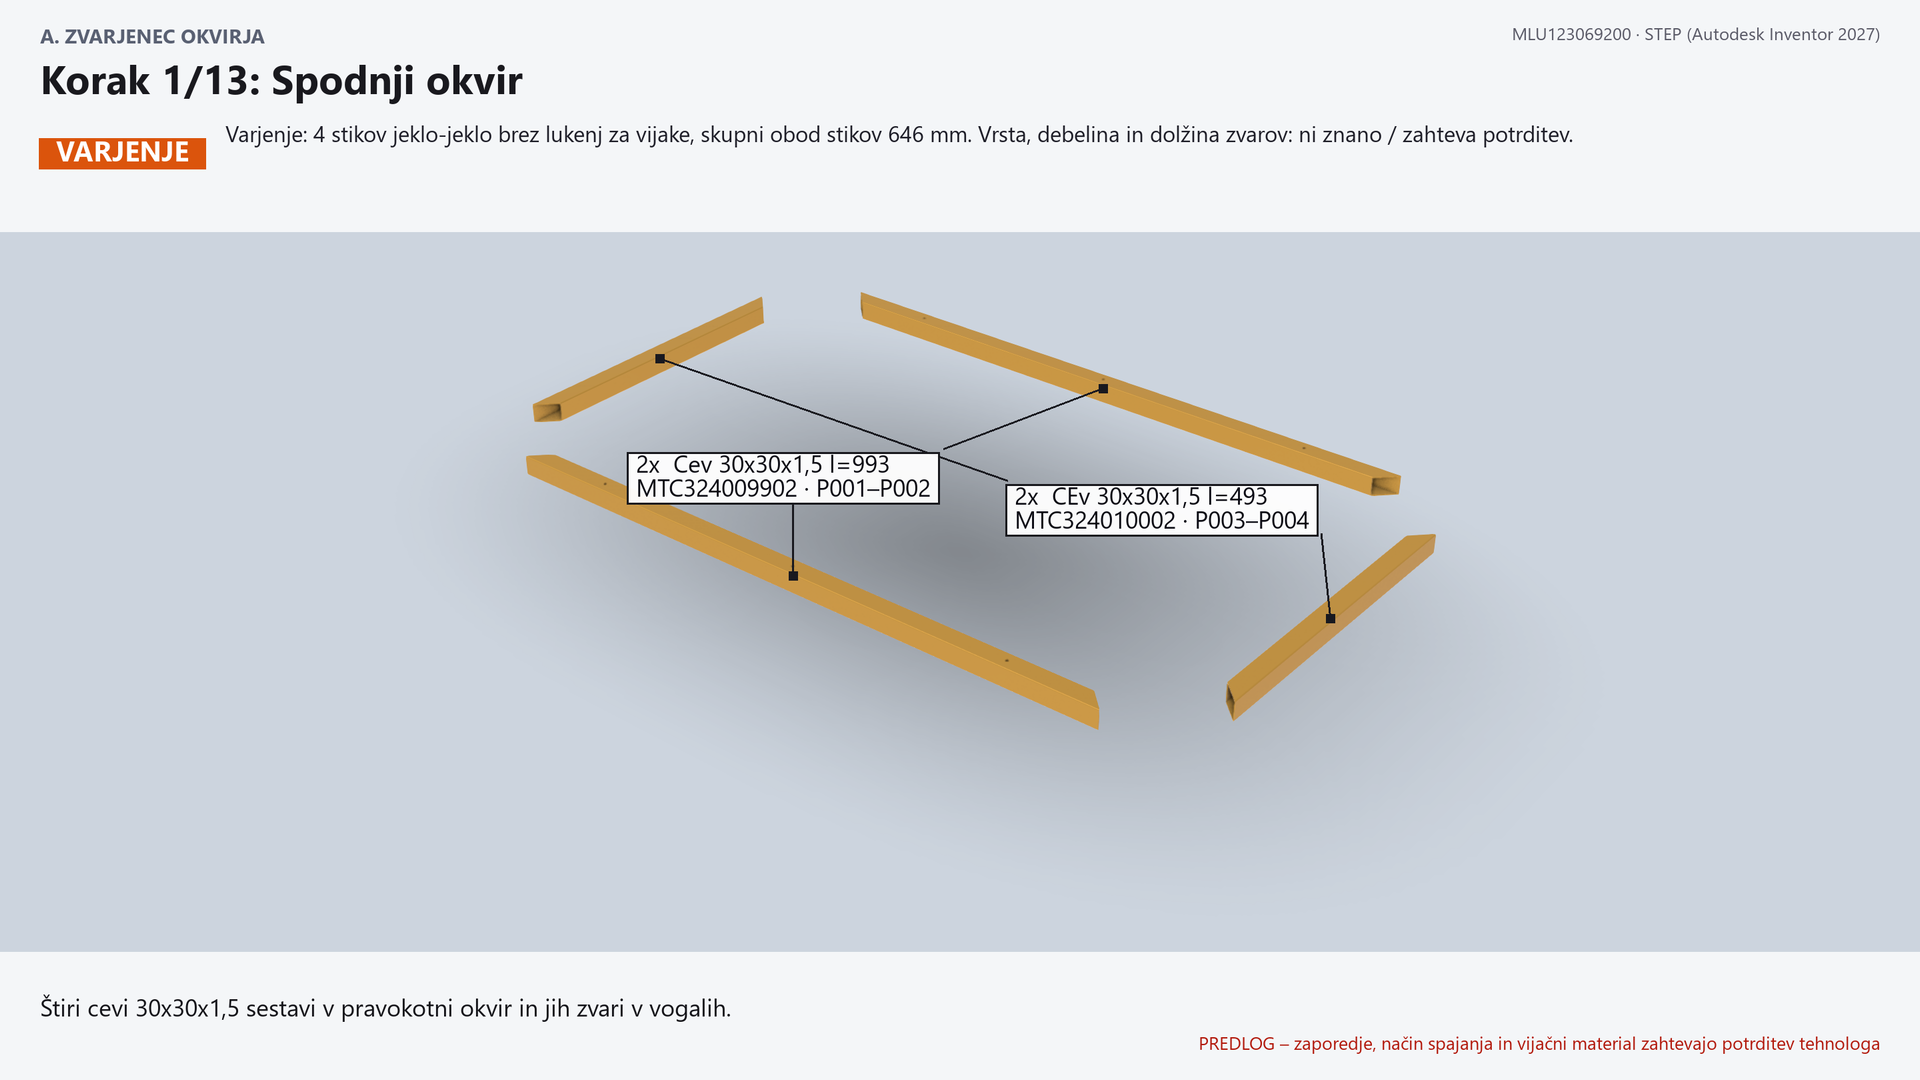 A. ZVARJENEC OKVIRJA
MLU123069200 · STEP (Autodesk Inventor 2027)
Korak 1/13: Spodnji okvir
VARJENJE
Varjenje: 4 stikov jeklo-jeklo brez lukenj za vijake, skupni obod stikov 646 mm. Vrsta, debelina in dolžina zvarov: ni znano / zahteva potrditev.
2x  Cev 30x30x1,5 l=993
MTC324009902 · P001–P002
2x  CEv 30x30x1,5 l=493
MTC324010002 · P003–P004
Štiri cevi 30x30x1,5 sestavi v pravokotni okvir in jih zvari v vogalih.
PREDLOG – zaporedje, način spajanja in vijačni material zahtevajo potrditev tehnologa